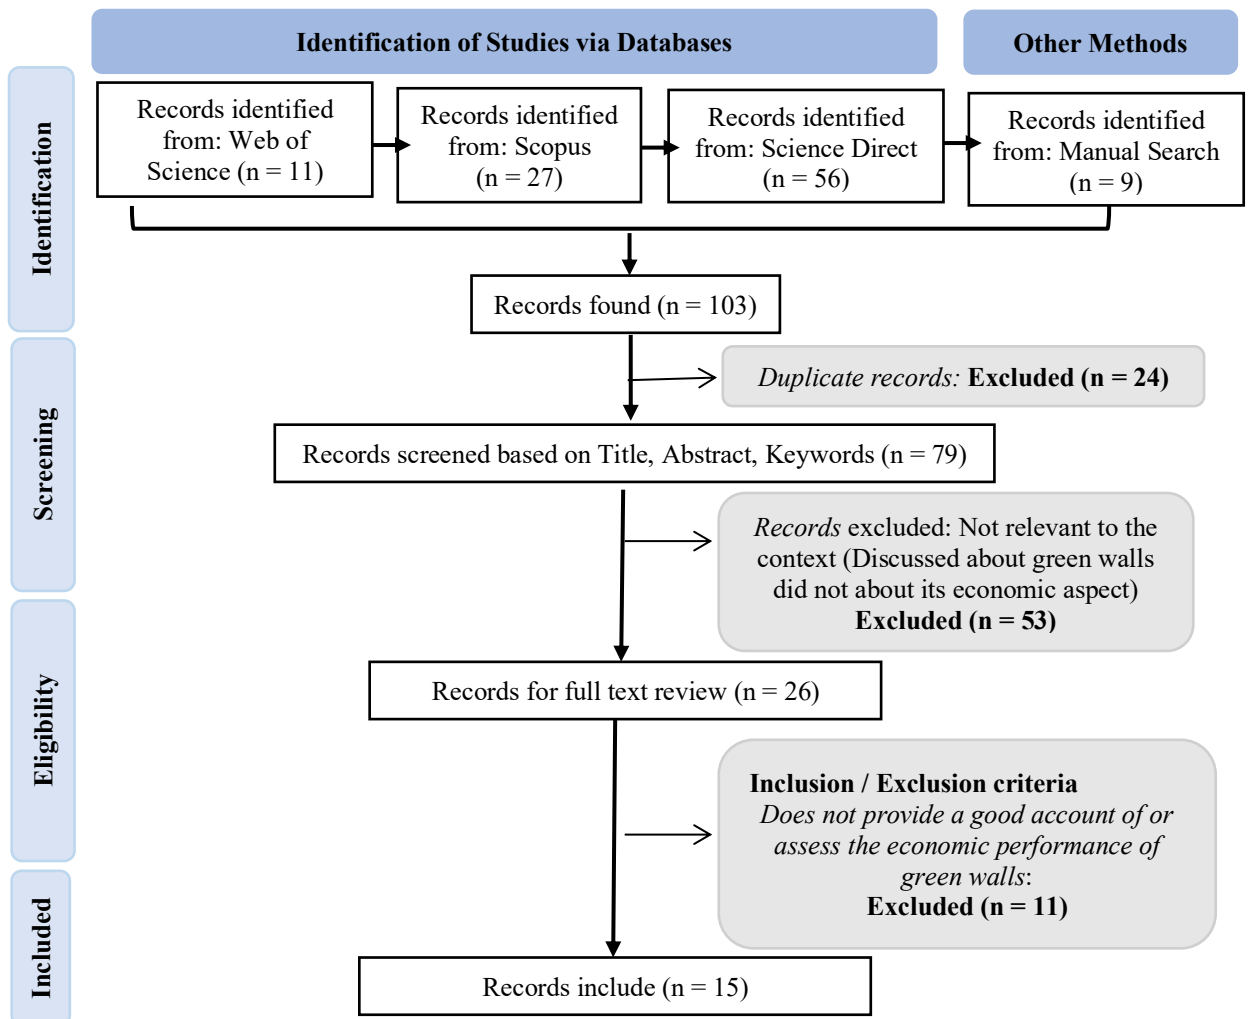 Identification of Studies via Databases
Other Methods
Identification
Records identified
from: Web of
Science (n = 11)
Records identified
from: Scopus
(n = 27)
Records identified
from: Science Direct
(n = 56)
Records identified
from: Manual Search
(n = 9)
Records found (n = 103)
Screening
Duplicate records: Excluded (n = 24)
Records screened based on Title, Abstract, Keywords (n = 79)
Records excluded: Not relevant to the
context (Discussed about green walls
did not about its economic aspect)
Excluded (n = 53)
Eligibility
Records for full text review (n = 26)
Inclusion / Exclusion criteria
Does not provide a good account of or
assess the economic performance of
green walls:
Excluded (n = 11)
Included
Records include (n = 15)